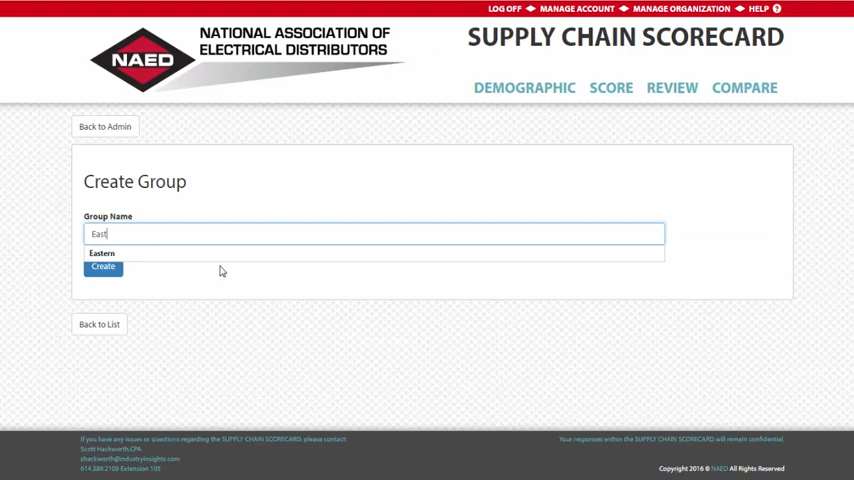 LOG OFF MANAGE ACCOUNT MANAGE ORGANIZATION HELP ?
NAED
NATIONAL ASSOCIATION OF
ELECTRICAL DISTRIBUTORS
SUPPLY CHAIN SCORECARD
DEMOGRAPHIC SCORE REVIEW COMPARE
Back to Admin
Create Group
Group Name
East
Eastern
Create
Back to List
If you have any issues or questions regarding the SUPPLY CHAIN SCORECARD, please contact:
Scott Hackworth,CPA
shackworth@industryinsights.com
614.389.2100 Extension 105
Your responses within the SUPPLY CHAIN SCORECARD will remain confidential.
Copyright 2016 © NAED All Rights Reserved